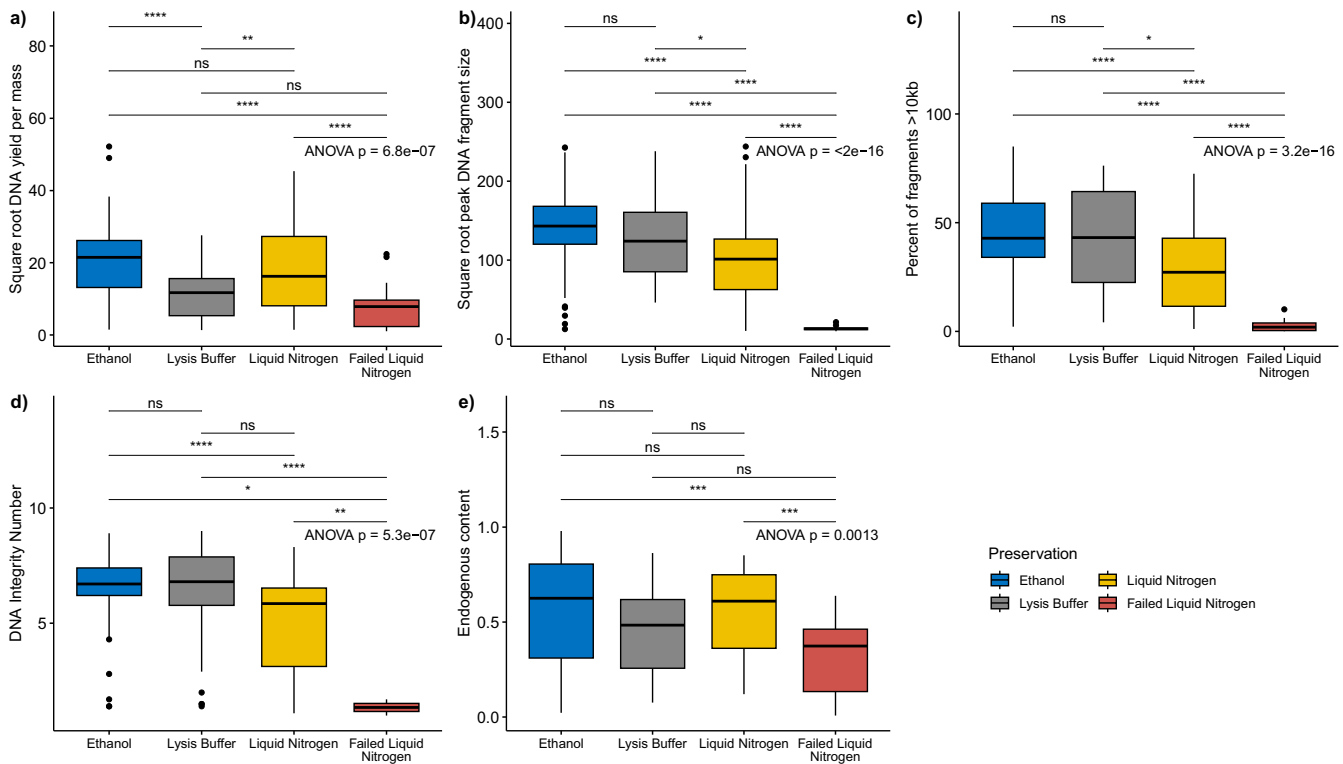 a)
****
**
ns
ns
****
****
ANOVA p = 6.8e−07
80
60
40
20
0
Square root DNA yield per mass
Ethanol
Lysis Buffer
Liquid Nitrogen
Failed Liquid
Nitrogen
b)
ns
*
****
****
****
****
ANOVA p = <2e−16
400
300
200
100
0
Square root peak DNA fragment size
Ethanol
Lysis Buffer
Liquid Nitrogen
Failed Liquid
Nitrogen
c)
ns
*
****
****
****
****
ANOVA p = 3.2e−16
100
50
0
Percent of fragments >10kb
Ethanol
Lysis Buffer
Liquid Nitrogen
Failed Liquid
Nitrogen
d)
ns
ns
****
****
*
**
ANOVA p = 5.3e−07
10
5
DNA Integrity Number
Ethanol
Lysis Buffer
Liquid Nitrogen
Failed Liquid
Nitrogen
e)
ns
ns
ns
ns
***
***
ANOVA p = 0.0013
1.5
1.0
0.5
0.0
Endogenous content
Ethanol
Lysis Buffer
Liquid Nitrogen
Failed Liquid
Nitrogen
Preservation
Ethanol
Liquid Nitrogen
Lysis Buffer
Failed Liquid Nitrogen